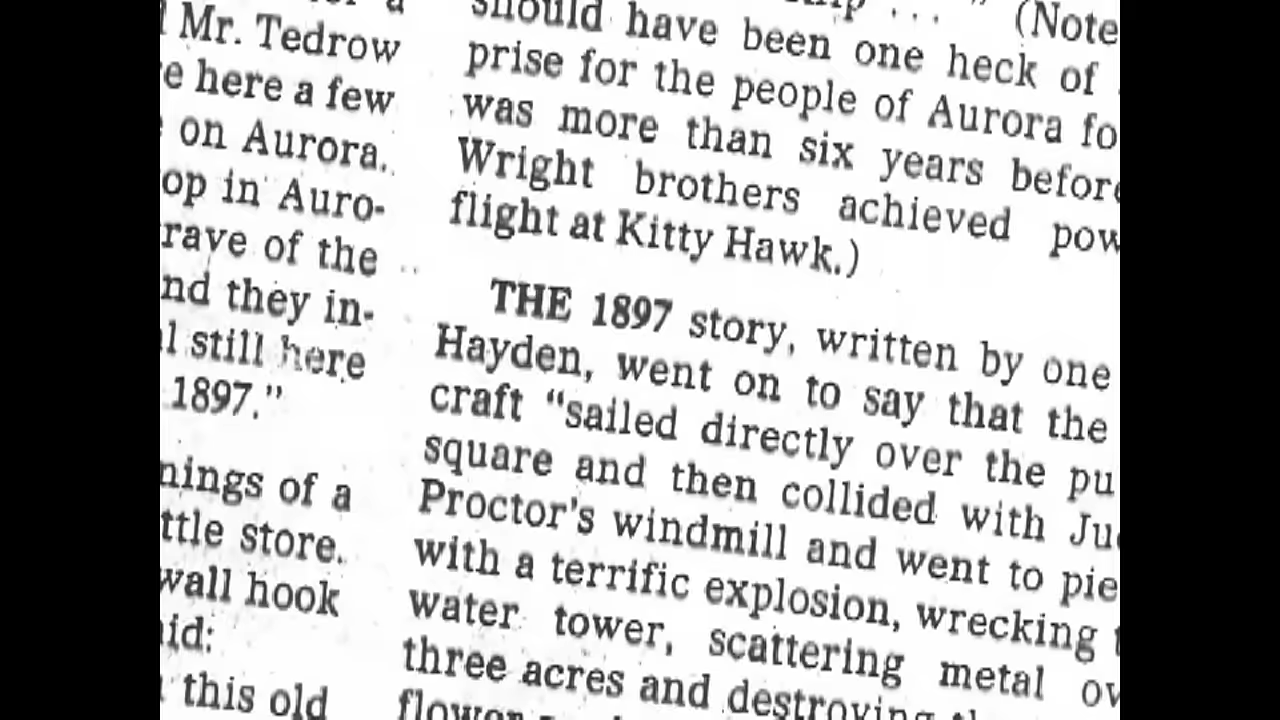 Mr. Tedrow
here a few
on Aurora.
op in Auro-
rave of the
nd they in-
still here
1897."
nings of a
ttle store.
wall hook
id:
this old
should have been one heck of
prise for the people of Aurora fo
was more than six years before
Wright brothers achieved pow
flight at Kitty Hawk.)
THE 1897 story, written by one
Hayden, went on to say that the
craft "sailed directly over the pu
square and then collided with Ju
Proctor's windmill and went to pie
with a terrific explosion, wrecking
water tower, scattering metal ov
three acres and destroying
flower